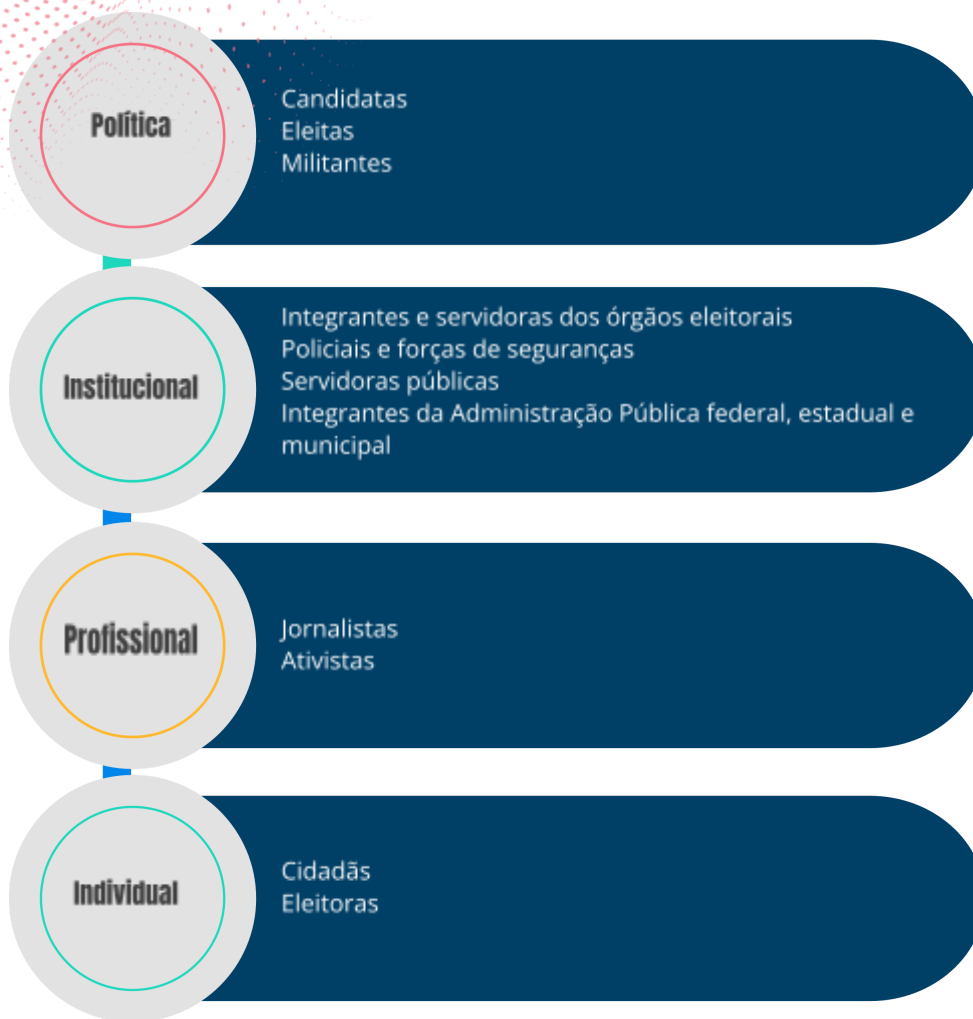 Política
Candidatas
Eleitas
Militantes
Institucional
Integrantes e servidoras dos órgãos eleitorais
Policiais e forças de seguranças
Servidoras públicas
Integrantes da Administração Pública federal, estadual e
municipal
Profissional
Jornalistas
Ativistas
Individual
Cidadãs
Eleitoras